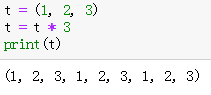 t = (1, 2, 3)
t = t * 3
print(t)
(1, 2, 3, 1, 2, 3, 1, 2, 3)